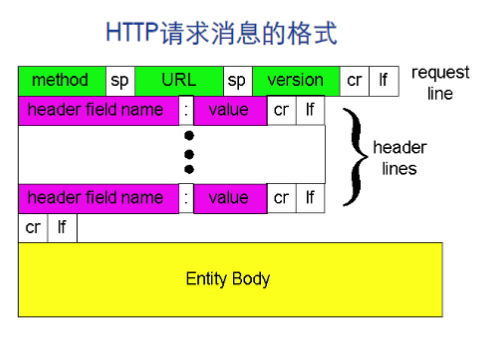 HTTP请求消息的格式
method sp URL sp version cr lf request line
header field name : value cr lf
header lines
header field name : value cr lf
cr lf
Entity Body